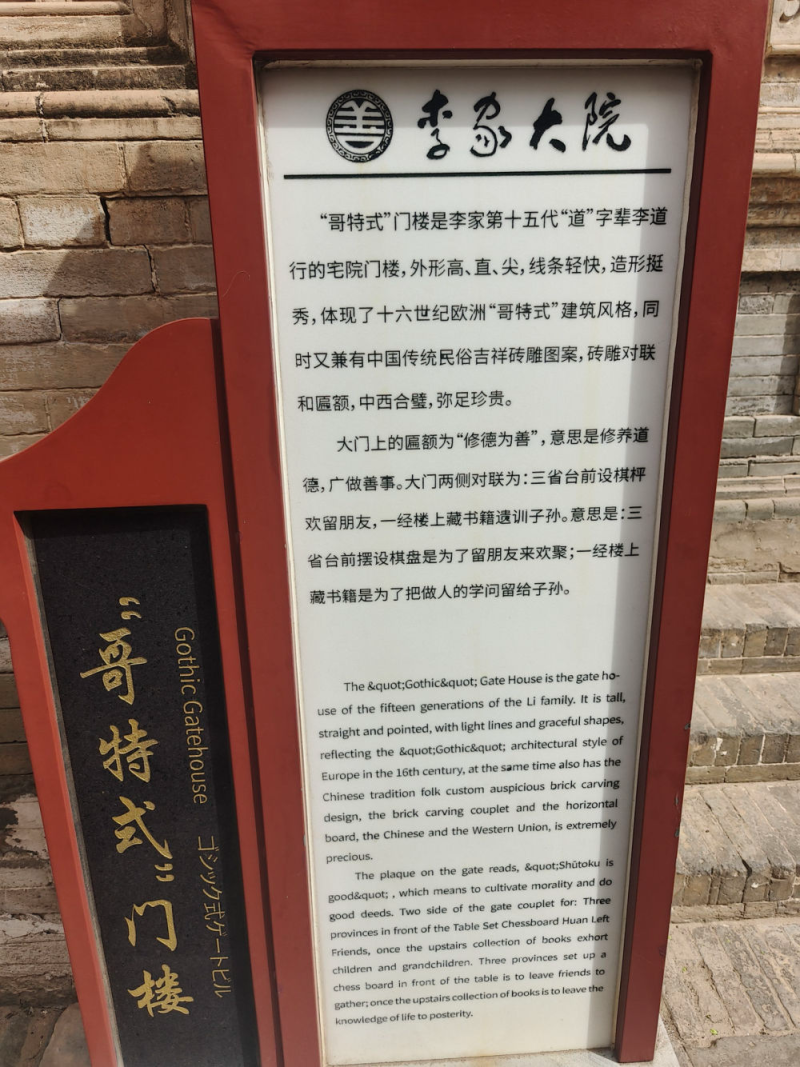 善 李家大院
“哥特式”门楼是李家第十五代“道”字辈李道
行的宅院门楼，外形高、直、尖，线条轻快，造形挺
秀，体现了十六世纪欧洲“哥特式”建筑风格，同
时又兼有中国传统民俗吉祥砖雕图案，砖雕对联
和匾额，中西合璧，弥足珍贵。
大门上的匾额为“修德为善”，意思是修养道
德，广做善事。大门两侧对联为：三省台前设棋枰
欢留朋友，一经楼上藏书籍遗训子孙。意思是：三
省台前摆设棋盘是为了留朋友来欢聚；一经楼上
藏书籍是为了把做人的学问留给子孙。
The &quot;Gothic&quot; Gate House is the gate ho-
use of the fifteen generations of the Li family. It is tall,
straight and pointed, with light lines and graceful shapes,
reflecting the &quot;Gothic&quot; architectural style of
Europe in the 16th century, at the same time also has the
Chinese tradition folk custom auspicious brick carving
design, the brick carving couplet and the horizontal
board, the Chinese and the Western Union, is extremely
precious.
The plaque on the gate reads, &quot;Shūtoku is
good&quot; , which means to cultivate morality and do
good deeds. Two side of the gate couplet for: Three
provinces in front of the Table Set Chessboard Huan Left
Friends, once the upstairs collection of books exhort
children and grandchildren. Three provinces set up a
chess board in front of the table is to leave friends to
gather; once the upstairs collection of books is to leave the
knowledge of life to posterity.
“哥特式”门楼
Gothic Gatehouse ゴシック式ゲートビル